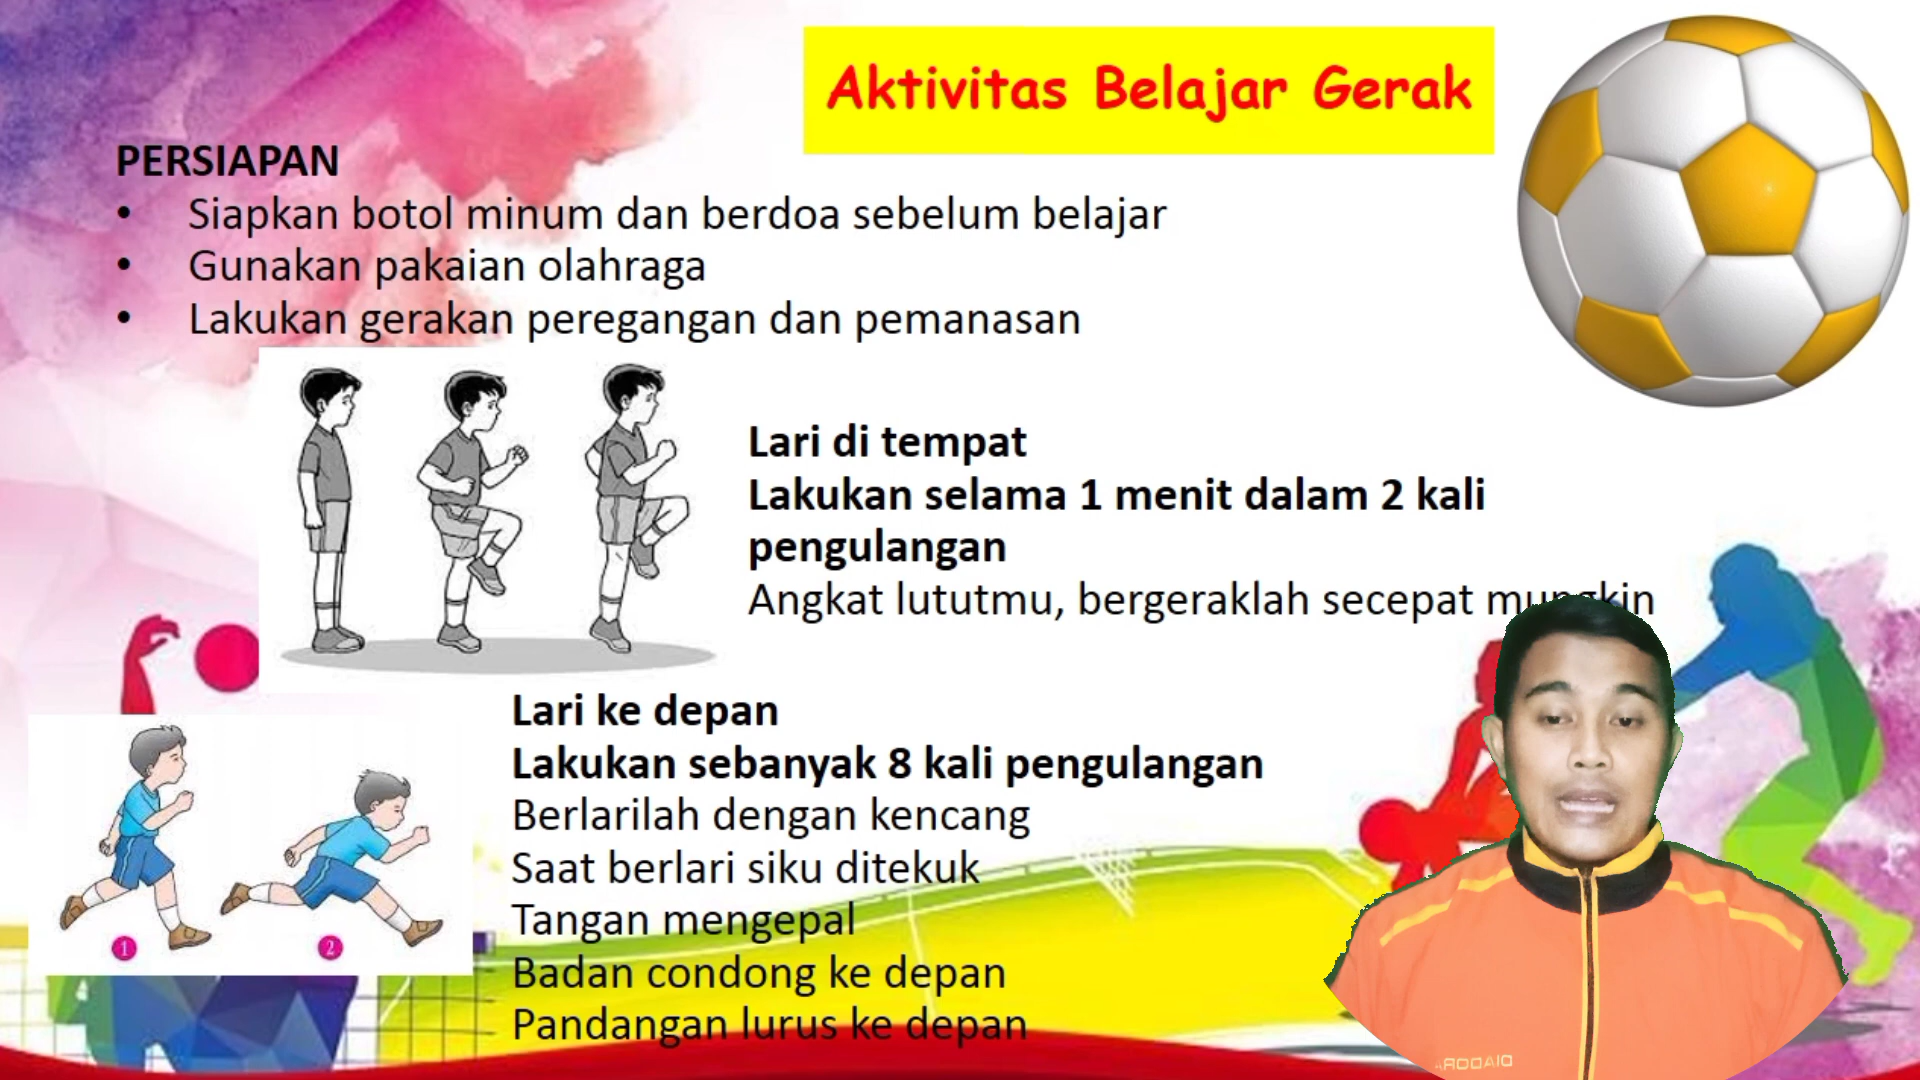 Aktivitas Belajar Gerak
PERSIAPAN
• Siapkan botol minum dan berdoa sebelum belajar
• Gunakan pakaian olahraga
• Lakukan gerakan peregangan dan pemanasan
Lari di tempat
Lakukan selama 1 menit dalam 2 kali
pengulangan
Angkat lututmu, bergeraklah secepat mungkin
Lari ke depan
Lakukan sebanyak 8 kali pengulangan
Berlarilah dengan kencang
Saat berlari siku ditekuk
Tangan mengepal
Badan condong ke depan
Pandangan lurus ke depan
1
2